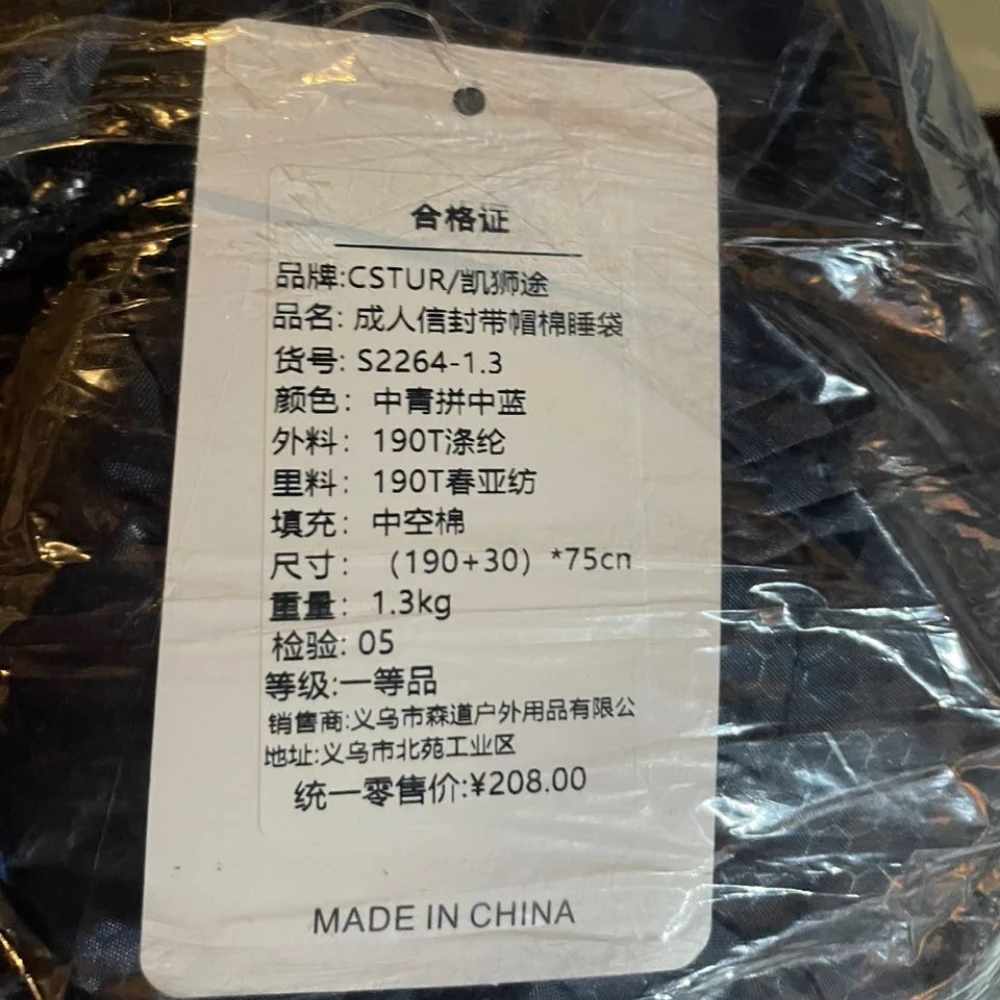 合格证
品牌:CSTUR/凯狮途
品名: 成人信封带帽棉睡袋
货号: S2264-1.3
颜色: 中青拼中蓝
外料: 190T涤纶
里料: 190T春亚纺
填充: 中空棉
尺寸: (190+30) *75cm
重量: 1.3kg
检验: 05
等级:一等品
销售商:义乌市森道户外用品有限公
地址:义乌市北苑工业区
统一零售价:¥208.00
MADE IN CHINA